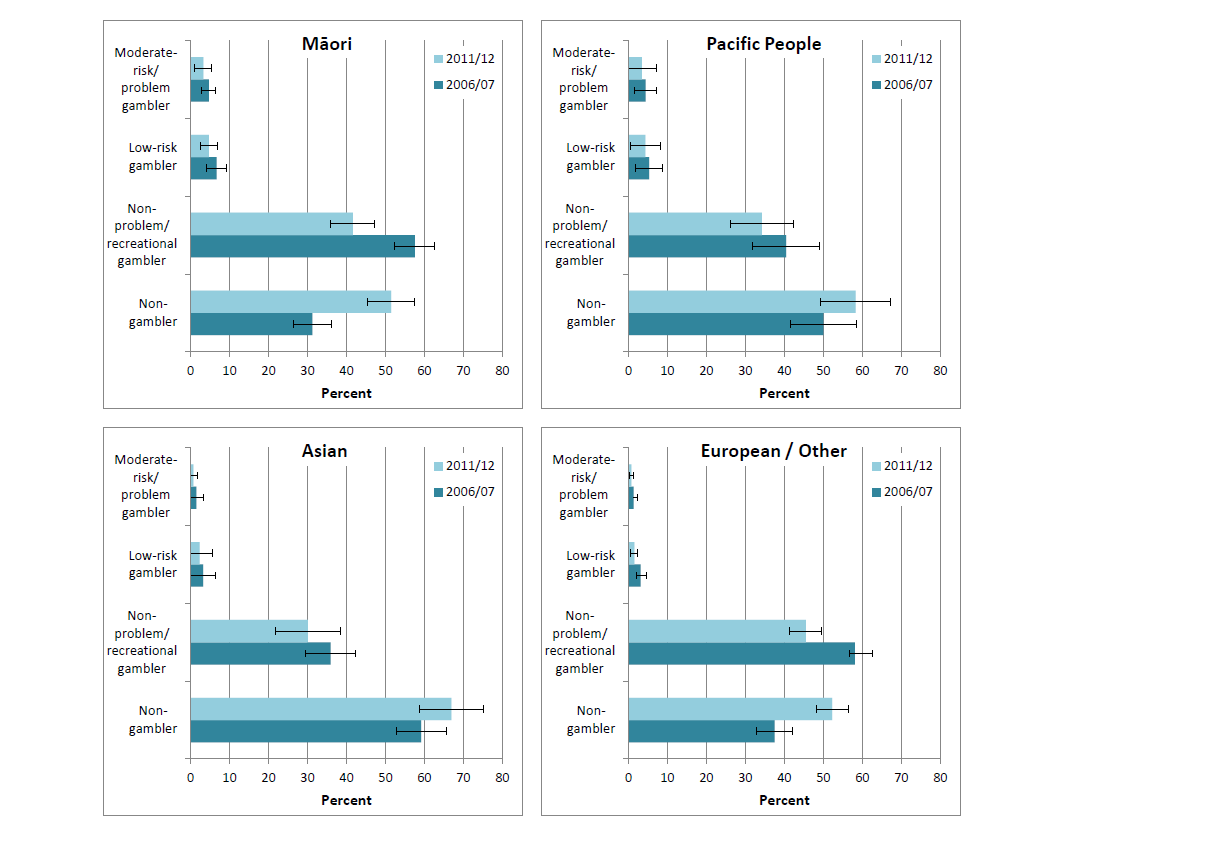 Māori
2011/12
2006/07
Moderate-
risk/
problem
gambler
Low-risk
gambler
Non-
problem/
recreational
gambler
Non-
gambler
0 10 20 30 40 50 60 70 80
Percent
Pacific People
2011/12
2006/07
Moderate-
risk/
problem
gambler
Low-risk
gambler
Non-
problem/
recreational
gambler
Non-
gambler
0 10 20 30 40 50 60 70 80
Percent
Asian
2011/12
2006/07
Moderate-
risk/
problem
gambler
Low-risk
gambler
Non-
problem/
recreational
gambler
Non-
gambler
0 10 20 30 40 50 60 70 80
Percent
European / Other
2011/12
2006/07
Moderate-
risk/
problem
gambler
Low-risk
gambler
Non-
problem/
recreational
gambler
Non-
gambler
0 10 20 30 40 50 60 70 80
Percent